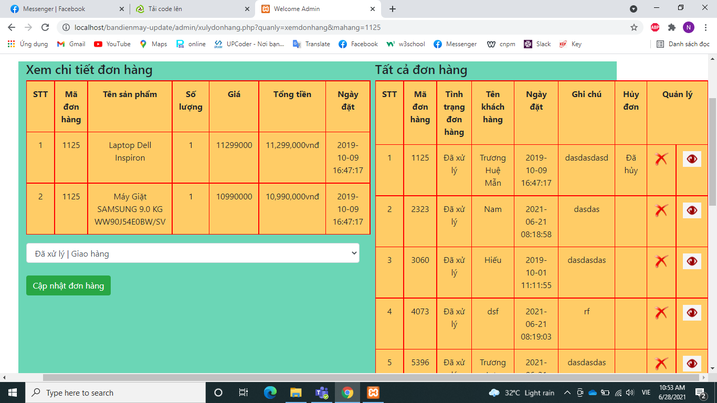 Messenger | Facebook
Tải code lên
Welcome Admin
localhost/bandienmay-update/admin/xulydonhang.php?quanly=xemdonhang&mahang=1125
Ứng dụng Gmail YouTube Maps online UPCoder - Nơi ban... Translate Facebook w3school Messenger cnpm Slack Key Danh sách đọc
Xem chi tiết đơn hàng
STT Mã đơn hàng Tên sản phẩm Số lượng Giá Tổng tiền Ngày đặt
1 1125 Laptop Dell Inspiron 1 11299000 11,299,000vnđ 2019-10-09 16:47:17
2 1125 Máy Giặt SAMSUNG 9.0 KG WW90J54E0BW/SV 1 10990000 10,990,000vnđ 2019-10-09 16:47:17
Đã xử lý | Giao hàng
Cập nhật đơn hàng
Tất cả đơn hàng
STT Mã đơn hàng Tình trạng đơn hàng Tên khách hàng Ngày đặt Ghi chú Hủy đơn Quản lý
1 1125 Đã xử lý Trương Huệ Mẫn 2019-10-09 16:47:17 dasdasdasd Đã hủy
2 2323 Đã xử lý Nam 2021-06-21 08:18:58 dasdas
3 3060 Đã xử lý Hiếu 2019-10-01 11:11:55 dasdasdas
4 4073 Đã xử lý dsf 2021-06-21 08:19:03 rf
5 5396 Đã xử Trương 2021- dasdasdas
Type here to search
32°C Light rain
VIE
10:53 AM
6/28/2021